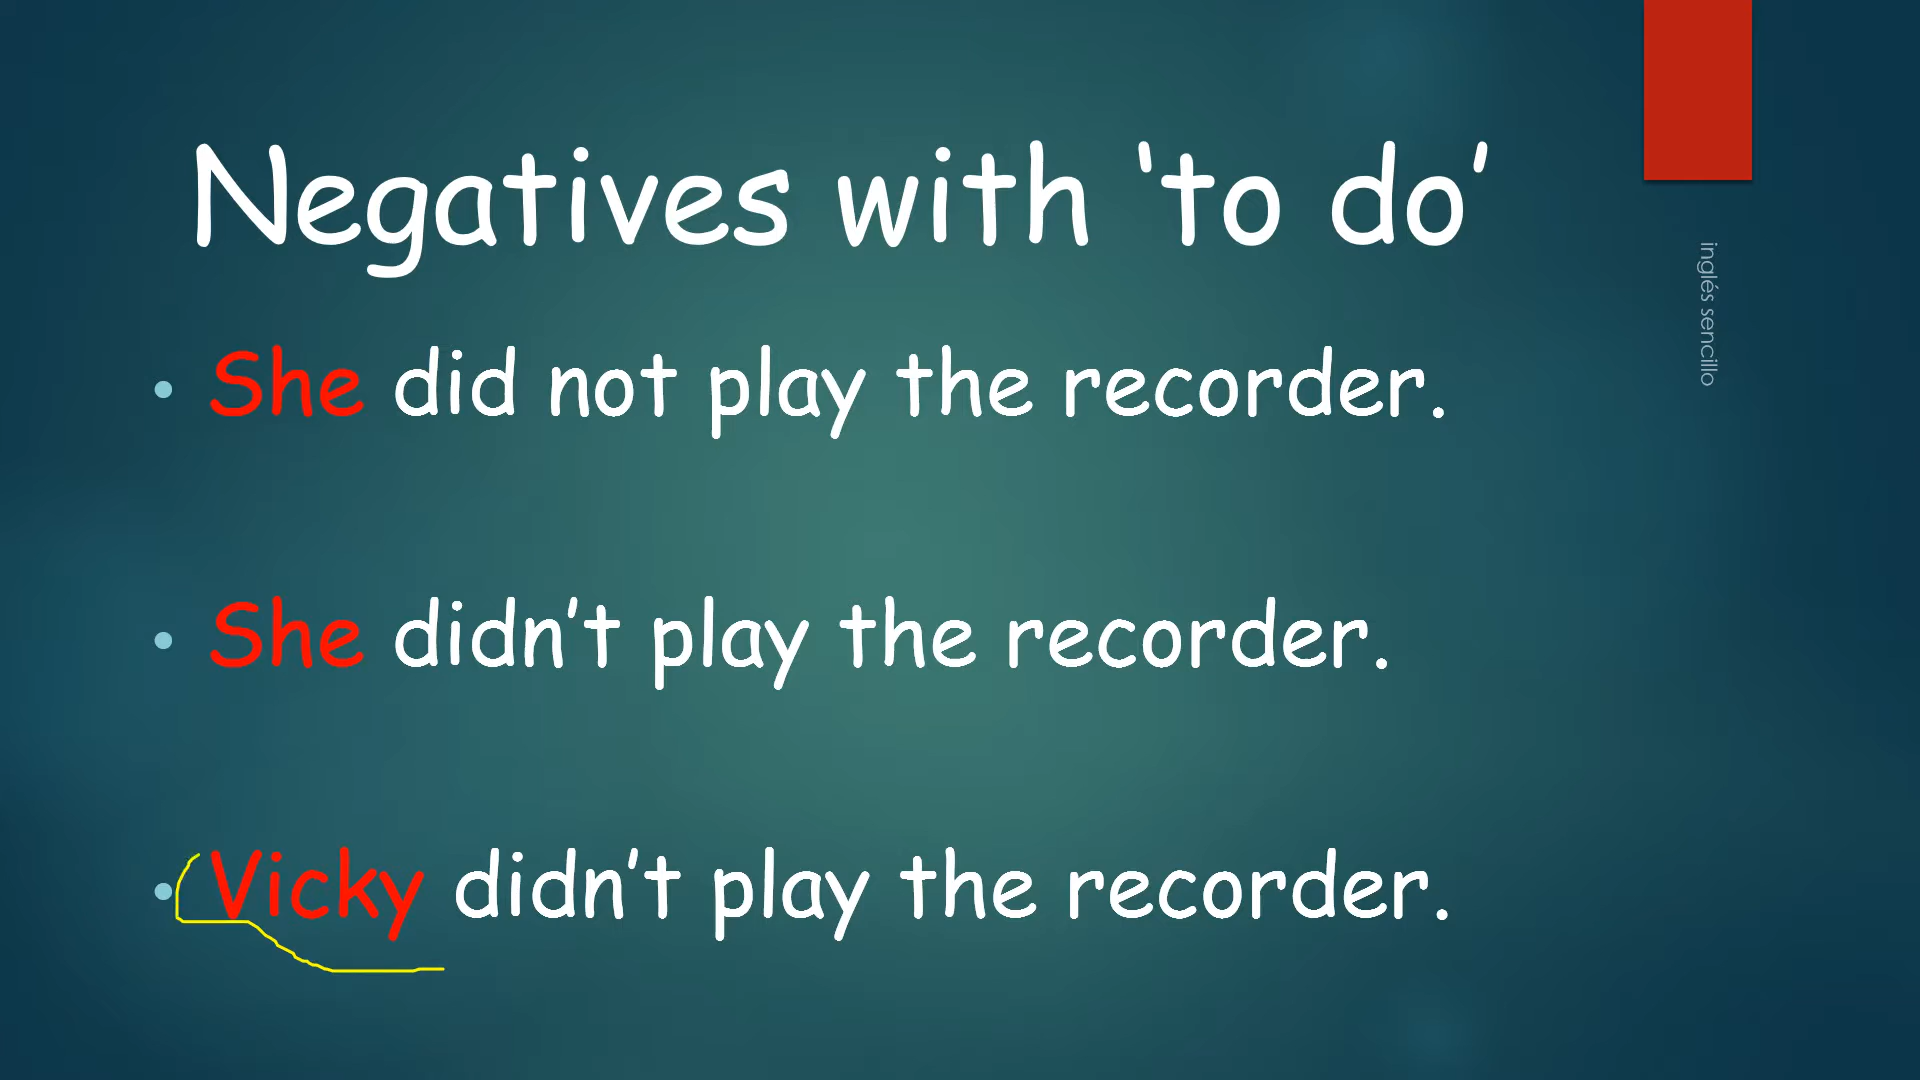 Negatives with ‘to do’
• She did not play the recorder.
• She didn’t play the recorder.
• Vicky didn’t play the recorder.
inglés sencillo